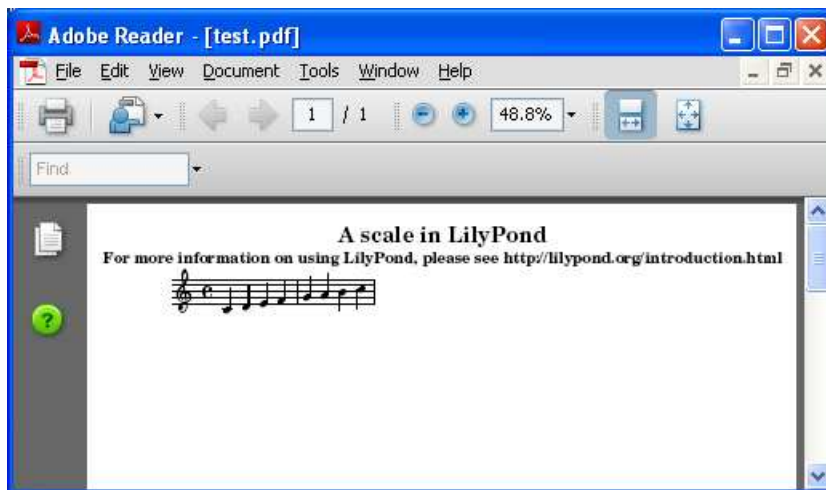 Adobe Reader - [test.pdf]
File Edit View Document Tools Window Help
1 / 1 48.8%
Find
A scale in LilyPond
For more information on using LilyPond, please see http://lilypond.org/introduction.html